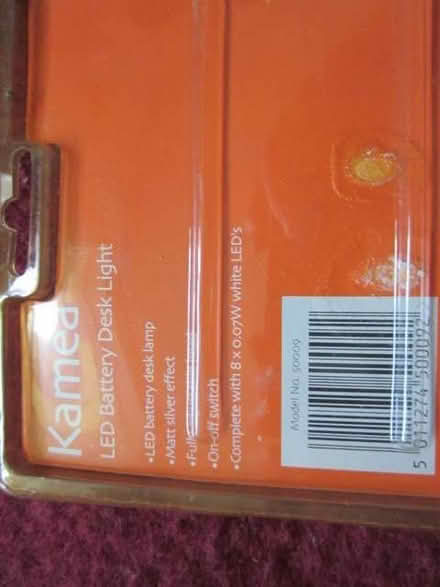 Kamea
LED Battery Desk Light
•LED battery desk lamp
•Matt silver effect
•Full
•On-off switch
•Complete with 8 x 0.07W white LED's
Model No. 50009
5 011274 500092